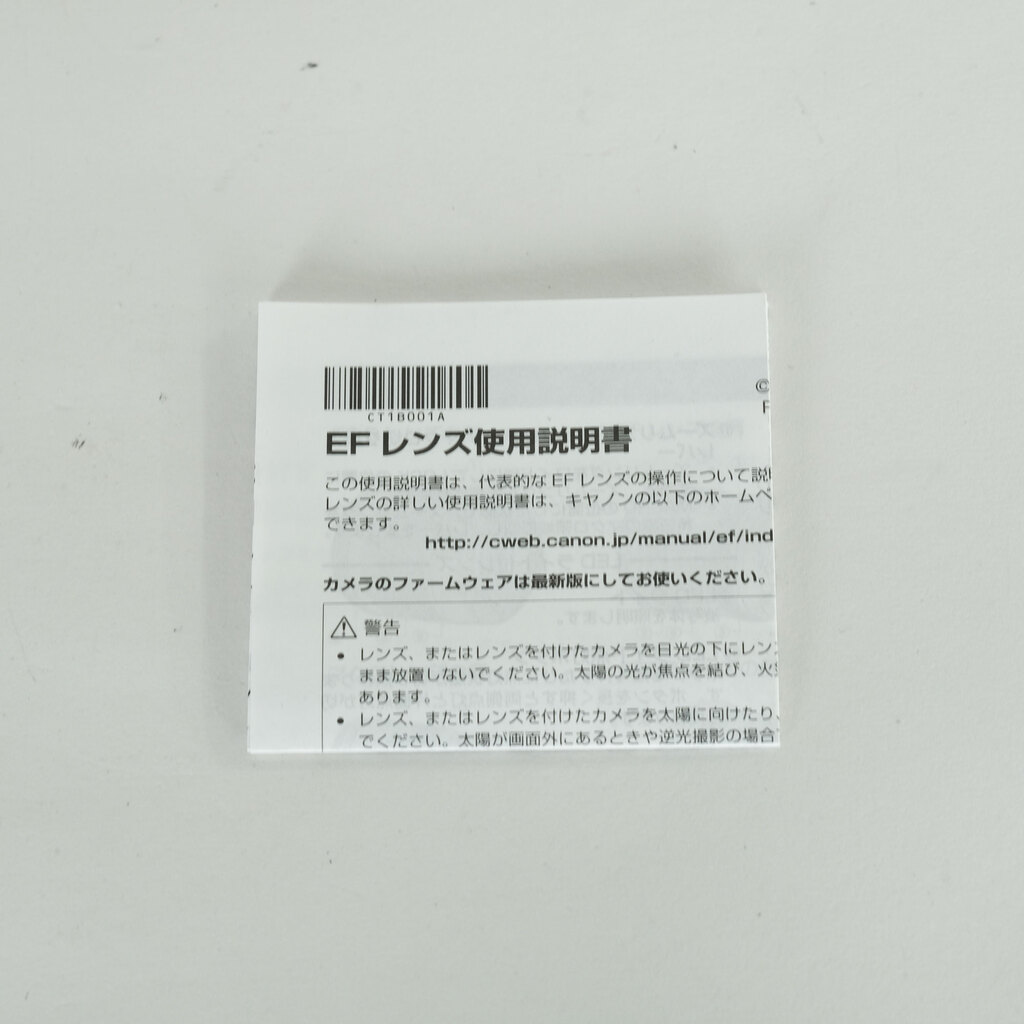 CT1B001A
©
EF レンズ使用説明書
この使用説明書は、代表的な EF レンズの操作について説
レンズの詳しい使用説明書は、キヤノンの以下のホームペ
できます。
http://cweb.canon.jp/manual/ef/ind
カメラのファームウェアは最新版にしてお使いください。
警告
• レンズ、またはレンズを付けたカメラを日光の下にレン
まま放置しないでください。太陽の光が焦点を結び、火
あります。
• レンズ、またはレンズを付けたカメラを太陽に向けたり、
でください。太陽が画面外にあるときや逆光撮影の場合